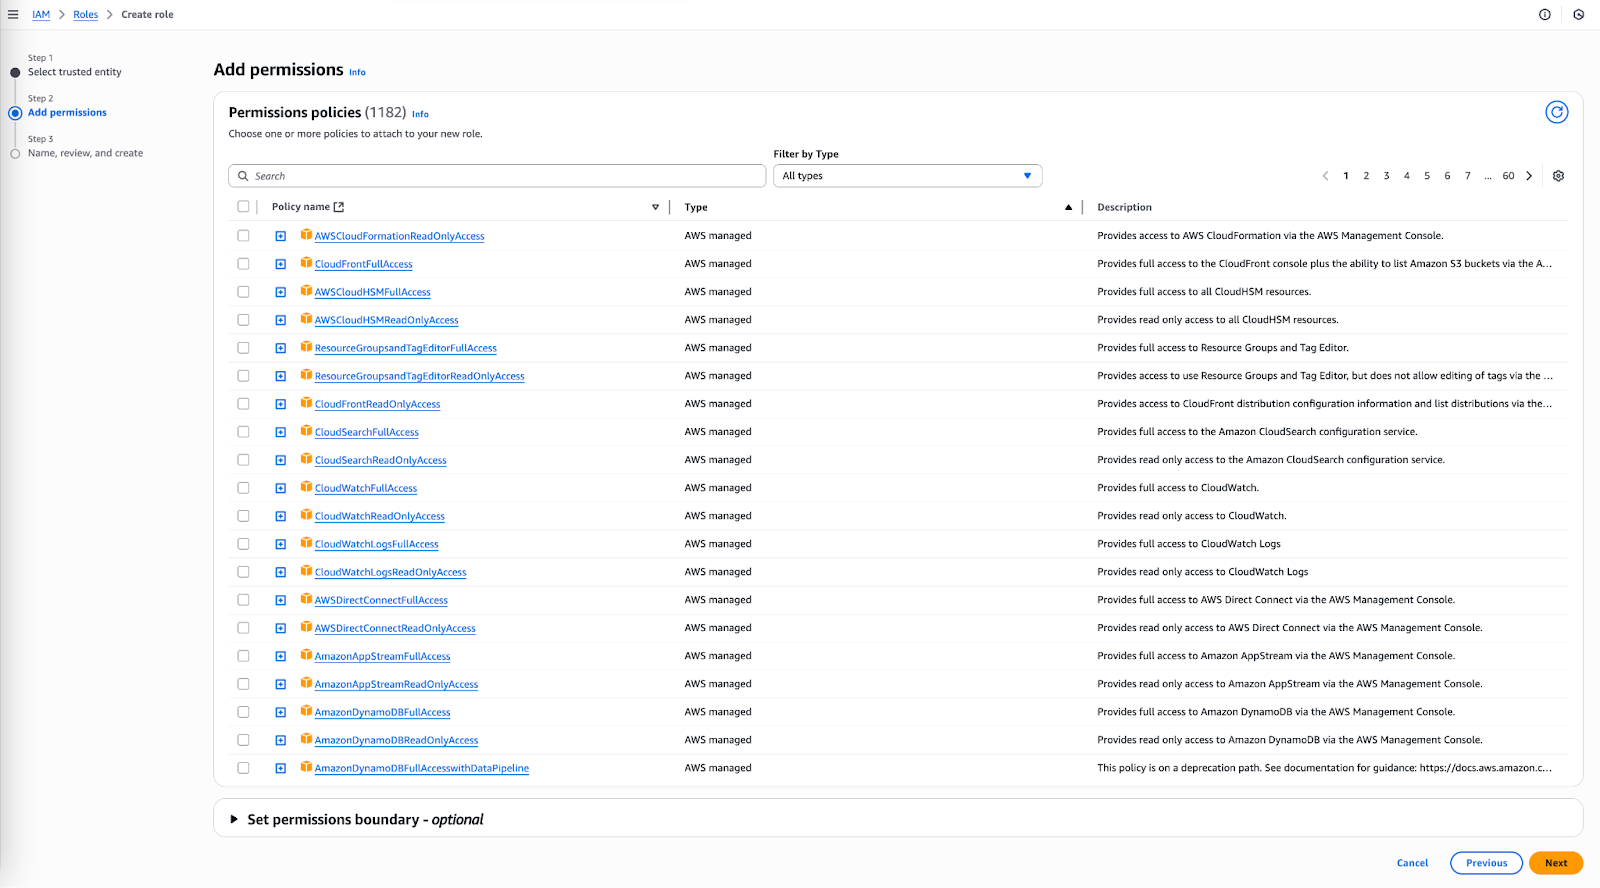 IAM > Roles > Create role
Step 1
Select trusted entity
Step 2
Add permissions
Step 3
Name, review, and create
Add permissions Info
Permissions policies (1182) Info
Choose one or more policies to attach to your new role.
Filter by Type
Search
All types
1 2 3 4 5 6 7 ... 60
Policy name Type Description
AWSCloudFormationReadOnlyAccess AWS managed Provides access to AWS CloudFormation via the AWS Management Console.
CloudFrontFullAccess AWS managed Provides full access to the CloudFront console plus the ability to list Amazon S3 buckets via the A...
AWSCloudHSMFullAccess AWS managed Provides full access to all CloudHSM resources.
AWSCloudHSMReadOnlyAccess AWS managed Provides read only access to all CloudHSM resources.
ResourceGroupsandTagEditorFullAccess AWS managed Provides full access to Resource Groups and Tag Editor.
ResourceGroupsandTagEditorReadOnlyAccess AWS managed Provides access to use Resource Groups and Tag Editor, but does not allow editing of tags via the ...
CloudFrontReadOnlyAccess AWS managed Provides access to CloudFront distribution configuration information and list distributions via the...
CloudSearchFullAccess AWS managed Provides full access to the Amazon CloudSearch configuration service.
CloudSearchReadOnlyAccess AWS managed Provides read only access to the Amazon CloudSearch configuration service.
CloudWatchFullAccess AWS managed Provides full access to CloudWatch.
CloudWatchReadOnlyAccess AWS managed Provides read only access to CloudWatch.
CloudWatchLogsFullAccess AWS managed Provides full access to CloudWatch Logs
CloudWatchLogsReadOnlyAccess AWS managed Provides read only access to CloudWatch Logs
AWSDirectConnectFullAccess AWS managed Provides full access to AWS Direct Connect via the AWS Management Console.
AWSDirectConnectReadOnlyAccess AWS managed Provides read only access to AWS Direct Connect via the AWS Management Console.
AmazonAppStreamFullAccess AWS managed Provides full access to Amazon AppStream via the AWS Management Console.
AmazonAppStreamReadOnlyAccess AWS managed Provides read only access to Amazon AppStream via the AWS Management Console.
AmazonDynamoDBFullAccess AWS managed Provides full access to Amazon DynamoDB via the AWS Management Console.
AmazonDynamoDBReadOnlyAccess AWS managed Provides read only access to Amazon DynamoDB via the AWS Management Console.
AmazonDynamoDBFullAccesswithDataPipeline AWS managed This policy is on a deprecation path. See documentation for guidance: https://docs.aws.amazon.c...
Set permissions boundary - optional
Cancel Previous Next